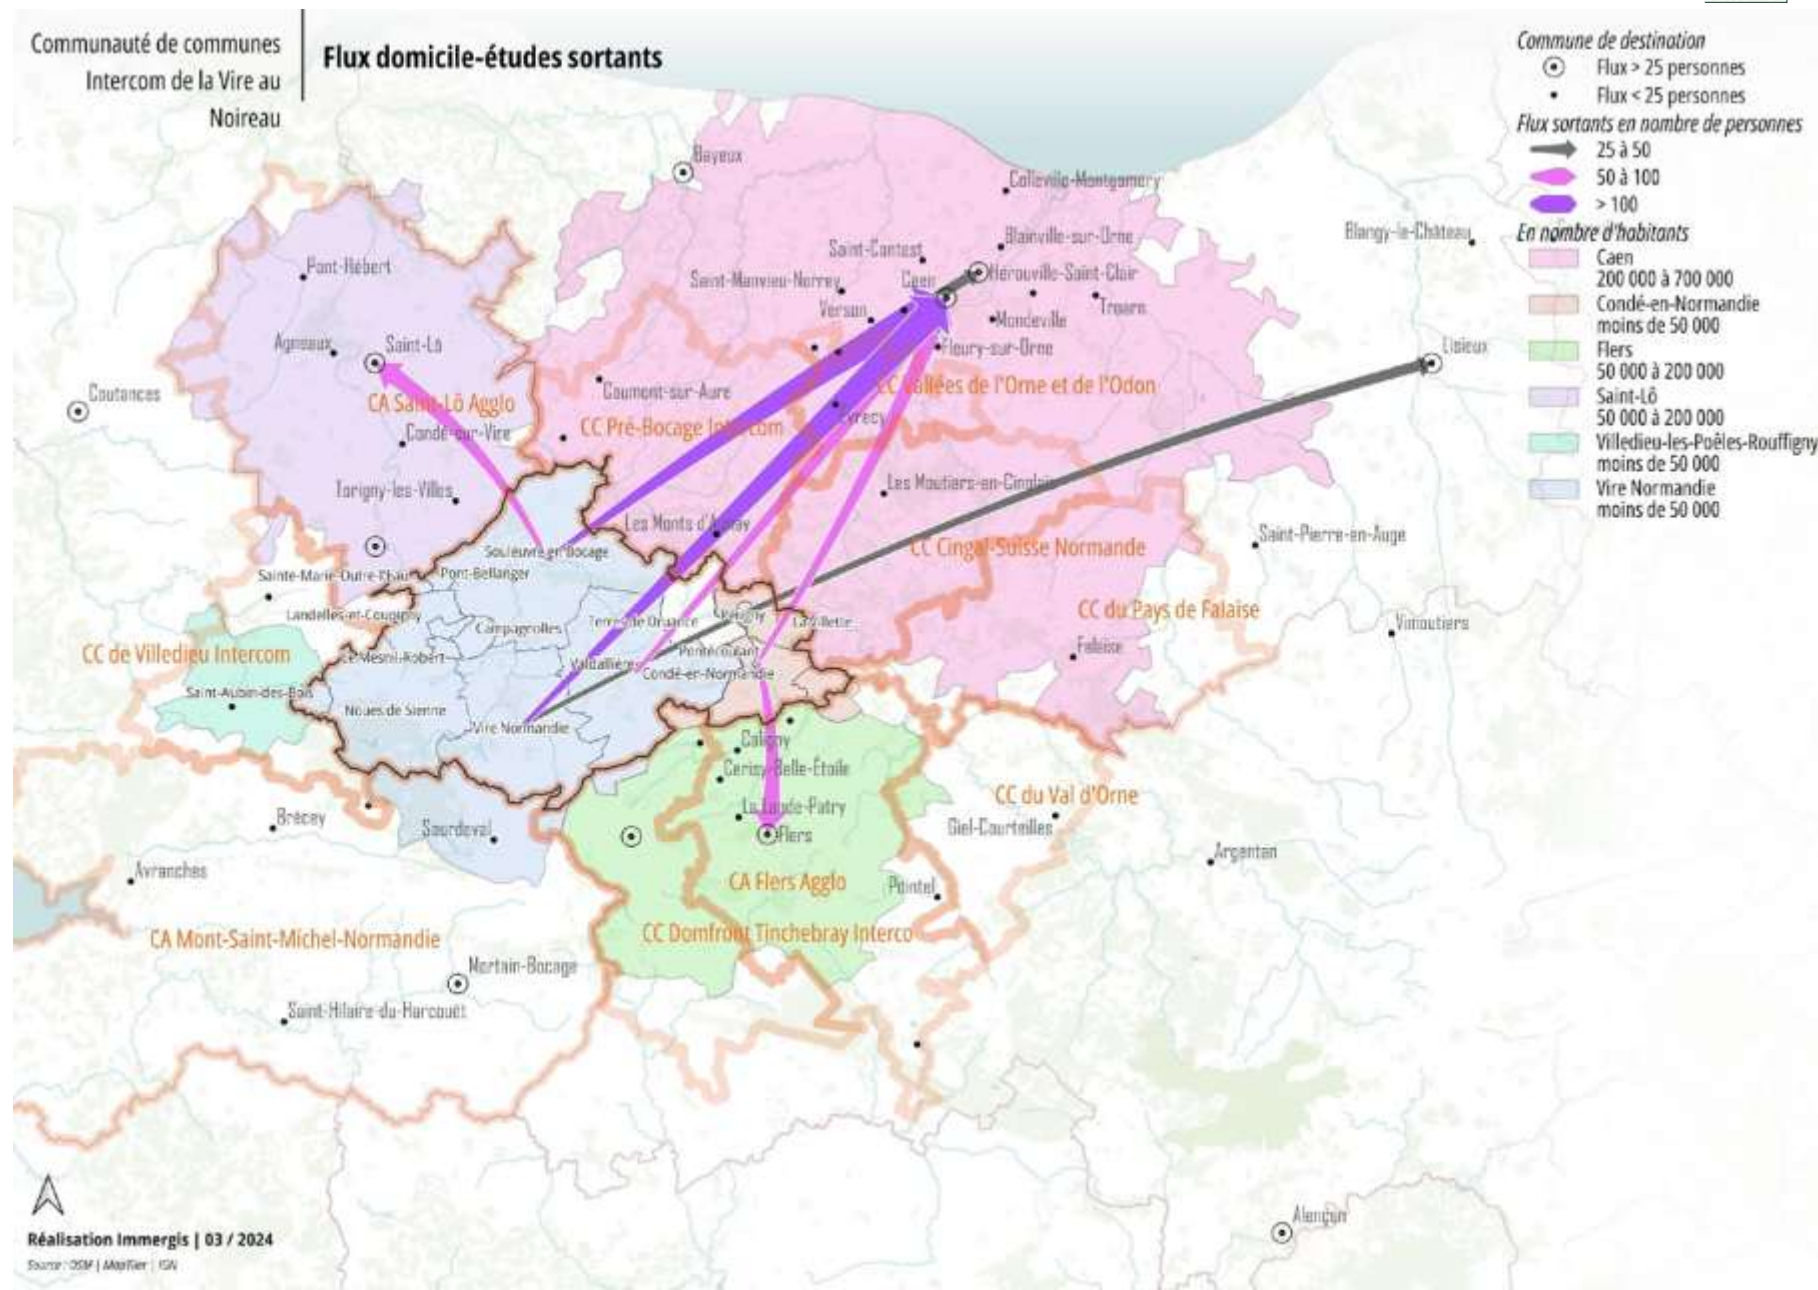 Communauté de communes
Intercom de la Vire au
Noireau
Flux domicile-études sortants
Commune de destination
Flux > 25 personnes
Flux < 25 personnes
Flux sortants en nombre de personnes
25 à 50
50 à 100
> 100
En nombre d'habitants
Caen
200 000 à 700 000
Condé-en-Normandie
moins de 50 000
Flers
50 000 à 200 000
Saint-Lô
50 000 à 200 000
Villedieu-les-Poêles-Rouffigny
moins de 50 000
Vire Normandie
moins de 50 000
Bayeux
Colleville-Montgomery
Blainville-sur-Orne
Blangy-le-Château
Saint-Contest
Pont-Hébert
Saint-Manvieu-Norrey
Caen
Hérouville-Saint-Clair
Verson
Mondeville
Troarn
Agneaux
Saint-Lô
Fleury-sur-Orne
Lisieux
Coutances
Caumont-sur-Aure
CC Vallées de l'Orne et de l'Odon
CA Saint-Lô Agglo
Evrecy
CC Pré-Bocage Intercom
Condé-sur-Vire
Torigny-les-Villes
Les Moutiers-en-Cinglais
Les Monts d'Aunay
Saint-Pierre-en-Auge
Souleuvre en Bocage
CC Cingal-Suisse Normande
Sainte-Marie-Outre-l'Eau
Pont-Bellanger
Landelles-et-Coupigny
CC du Pays de Falaise
Campagnolles
Terres de Druance
Périgny
La Villette
Vimoutiers
CC de Villedieu Intercom
Le Mesnil-Robert
Valdallière
Pontécoulant
Falaise
Condé-en-Normandie
Saint-Aubin-des-Bois
Noues de Sienne
Vire Normandie
Caligny
Cerisy-Belle-Étoile
CC du Val d'Orne
La Lande-Patry
Brécey
Sourdeval
Flers
Giel-Courteilles
Argentan
Avranches
CA Flers Agglo
Pointel
CA Mont-Saint-Michel-Normandie
CC Domfront Tinchebray Interco
Mortain-Bocage
Saint-Hilaire-du-Harcouët
Alençon
Réalisation Immergis | 03 / 2024
Source : OSM | MapTiler | IGN